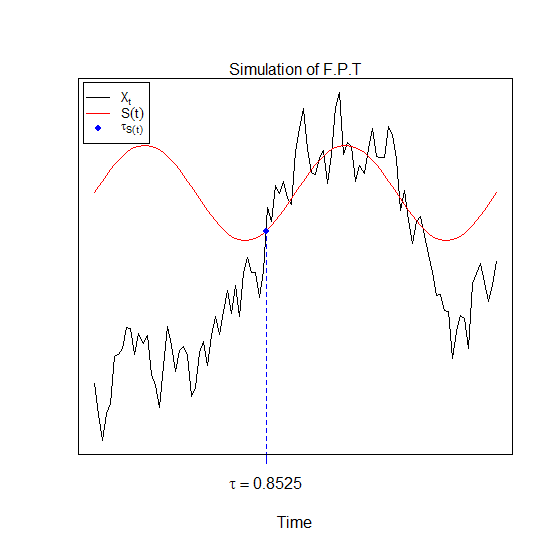 Simulation of F.P.T
Xt
S(t)
τS(t)
τ = 0.8525
Time